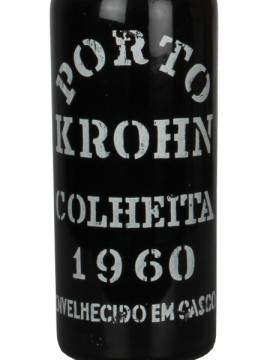 PORTO
KROHN
COLHEITA
1960
ENVELHECIDO EM CASCO